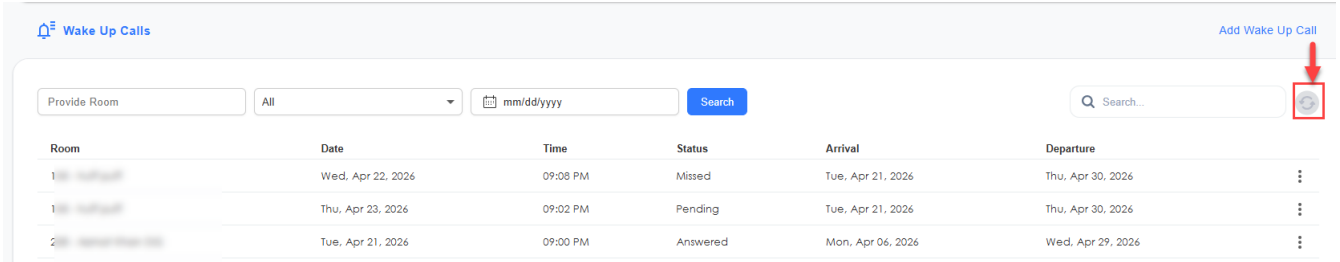 Wake Up Calls
Add Wake Up Call
Provide Room All mm/dd/yyyy Search Search...
Room Date Time Status Arrival Departure
Wed, Apr 22, 2026 09:08 PM Missed Tue, Apr 21, 2026 Thu, Apr 30, 2026
Thu, Apr 23, 2026 09:02 PM Pending Tue, Apr 21, 2026 Thu, Apr 30, 2026
Tue, Apr 21, 2026 09:00 PM Answered Mon, Apr 06, 2026 Wed, Apr 29, 2026